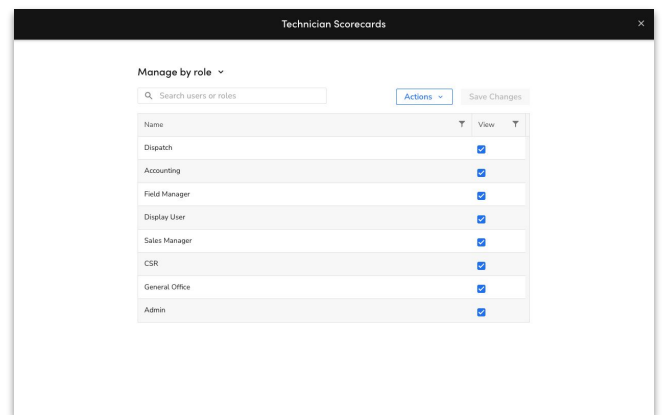 Technician Scorecards
Manage by role
Search users or roles
Actions
Save Changes
Name View
Dispatch
Accounting
Field Manager
Display User
Sales Manager
CSR
General Office
Admin